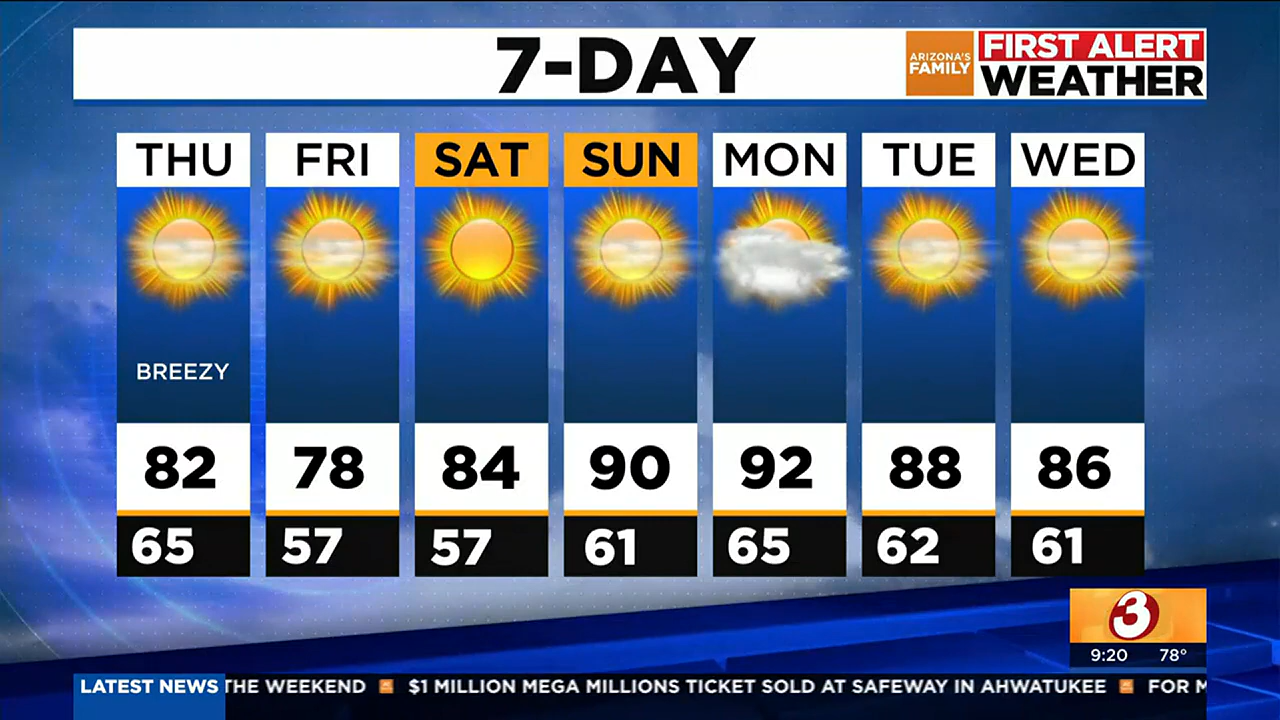 7-DAY
ARIZONA'S
FAMILY
FIRST ALERT
WEATHER
THU FRI SAT SUN MON TUE WED
BREEZY
82 78 84 90 92 88 86
65 57 57 61 65 62 61
3
9:20 78°
LATEST NEWS THE WEEKEND $1 MILLION MEGA MILLIONS TICKET SOLD AT SAFEWAY IN AHWATUKEE FOR